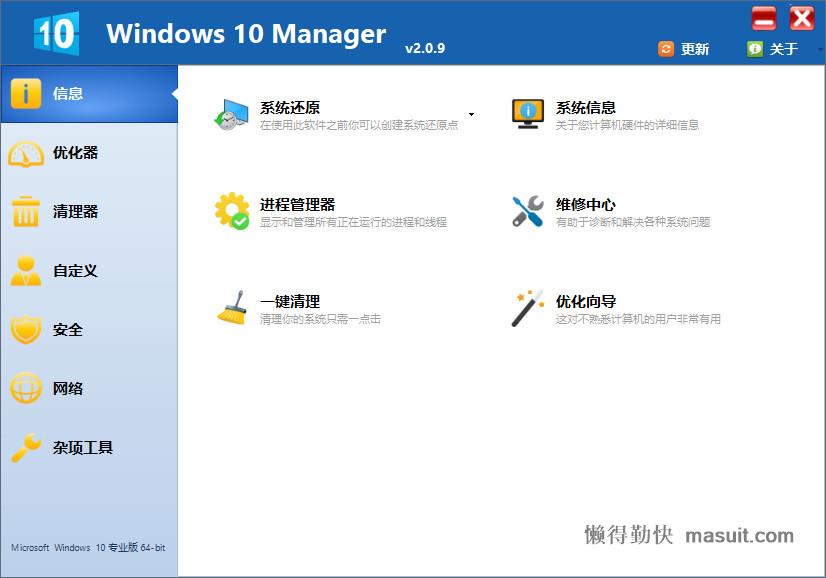 10 Windows 10 Manager v2.0.9
更新 关于
信息
优化器
清理器
自定义
安全
网络
杂项工具
Microsoft Windows 10 专业版 64-bit
系统还原
在使用此软件之前你可以创建系统还原点
系统信息
关于您计算机硬件的详细信息
进程管理器
显示和管理所有正在运行的进程和线程
维修中心
有助于诊断和解决各种系统问题
一键清理
清理你的系统只需一点击
优化向导
这对不熟悉计算机的用户非常有用
懒得勤快 masuit.com